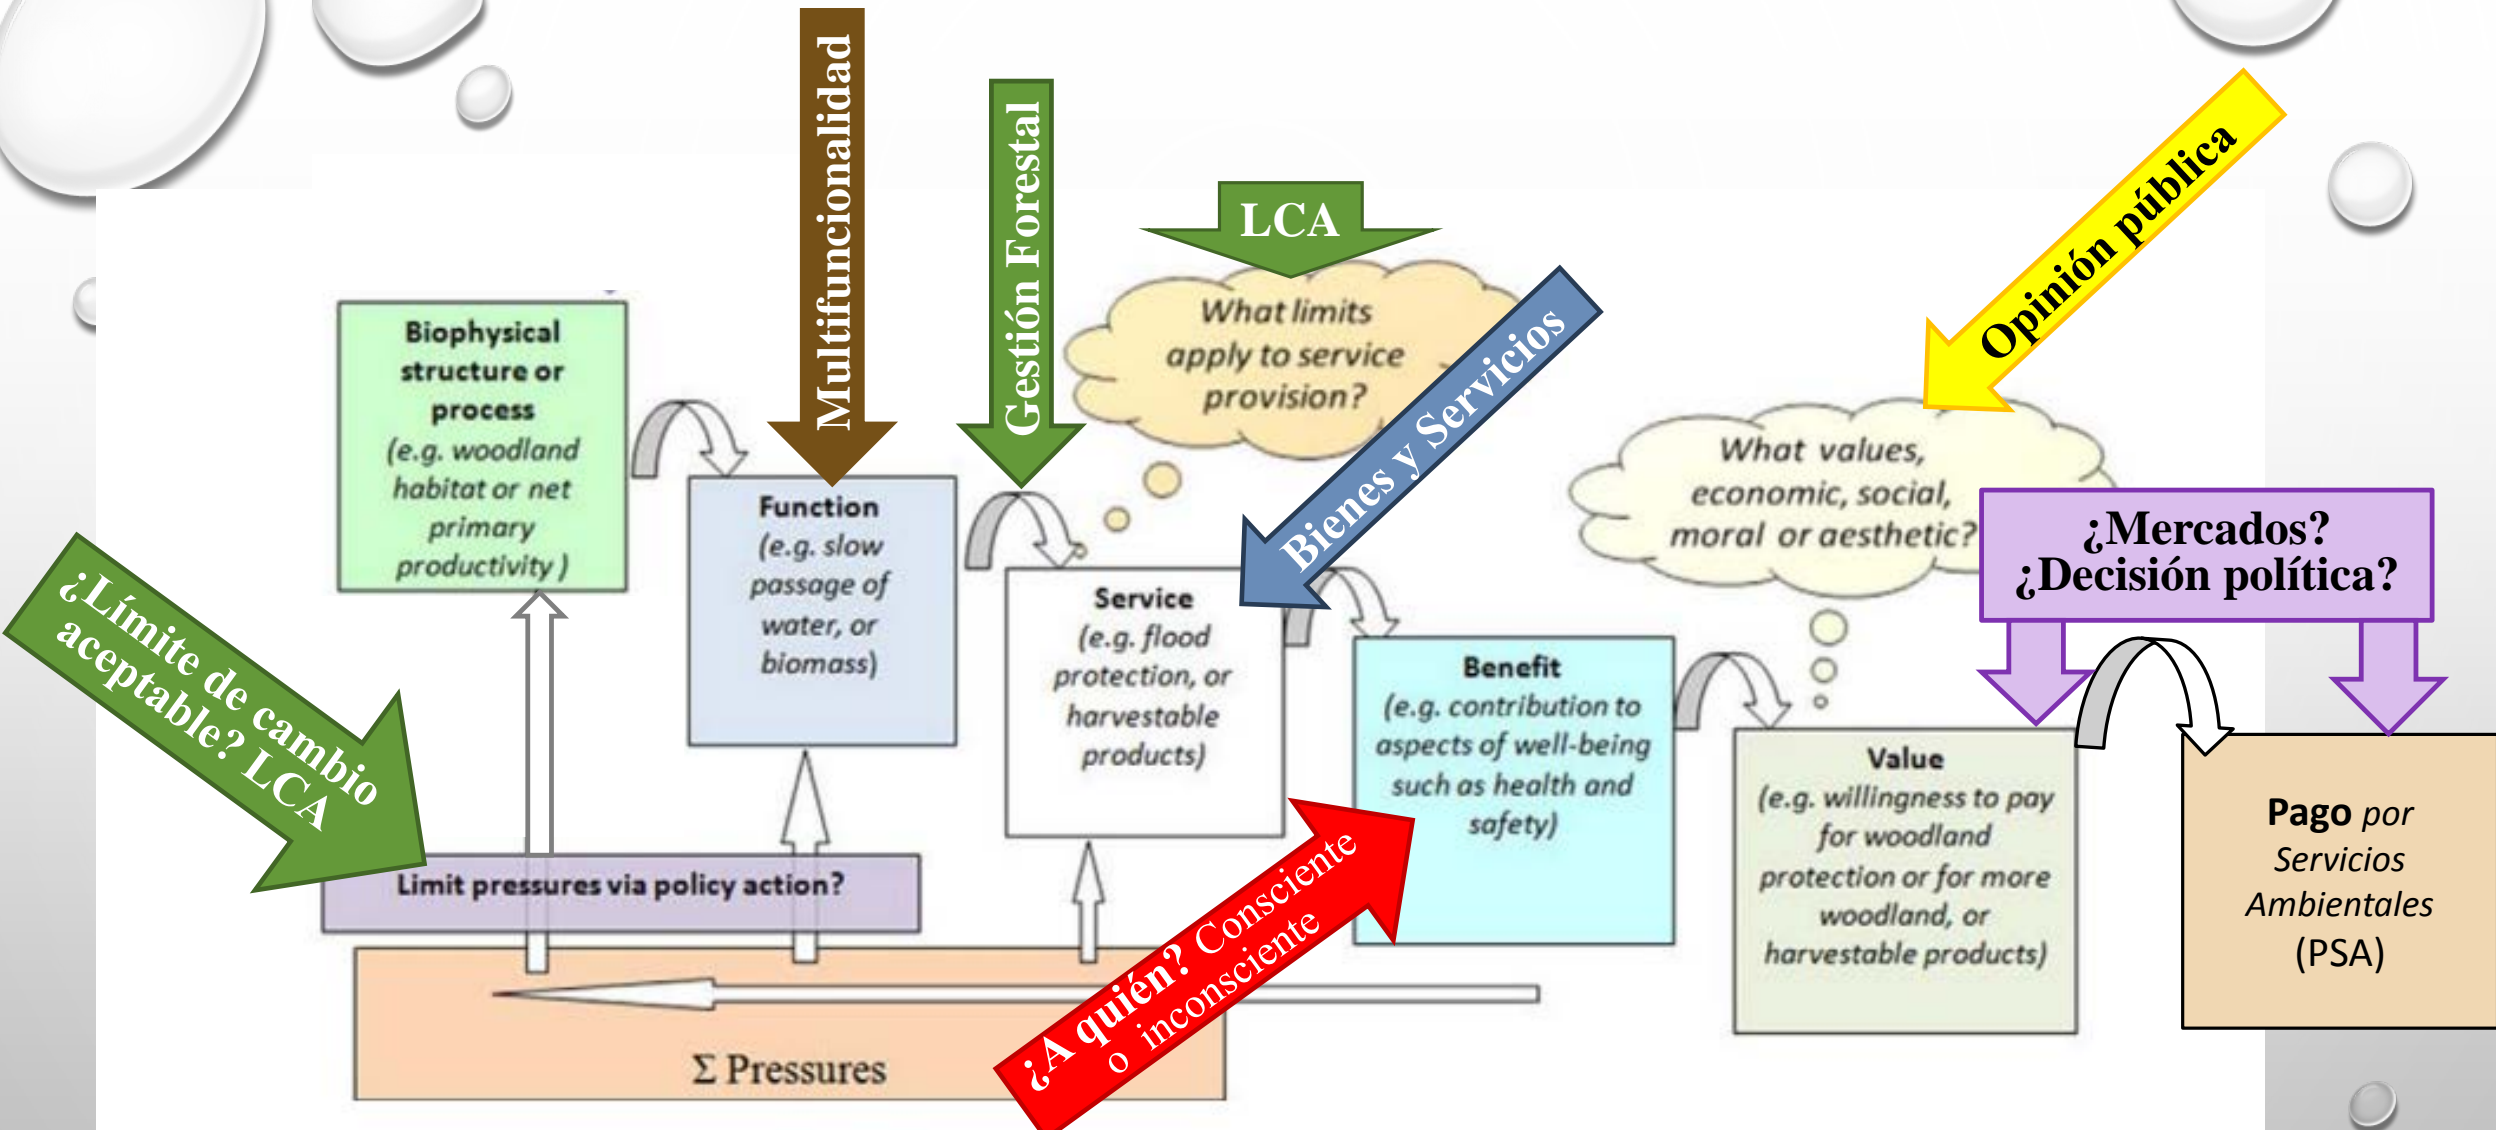 Multifuncionalidad
Gestión Forestal
LCA
Opinión pública
Bienes y Servicios
What limits
apply to service
provision?
What values,
economic, social,
moral or aesthetic?
¿Mercados?
¿Decisión política?
¿Límite de cambio
aceptable? LCA
Biophysical
structure or
process
(e.g. woodland
habitat or net
primary
productivity )
Function
(e.g. slow
passage of
water, or
biomass)
Service
(e.g. flood
protection, or
harvestable
products)
Benefit
(e.g. contribution to
aspects of well-being
such as health and
safety)
Value
(e.g. willingness to pay
for woodland
protection or for more
woodland, or
harvestable products)
Pago por
Servicios
Ambientales
(PSA)
Limit pressures via policy action?
¿A quién? Consciente
o inconsciente
Σ Pressures